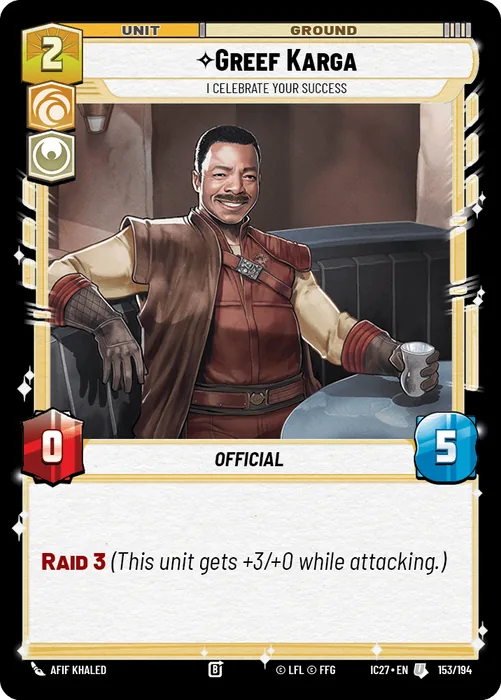 2
UNIT
GROUND
✧GREEF KARGA
I CELEBRATE YOUR SUCCESS
0
5
OFFICIAL
RAID 3 (This unit gets +3/+0 while attacking.)
AFIF KHALED
B
© LFL © FFG
IC27 • EN
U
153/194